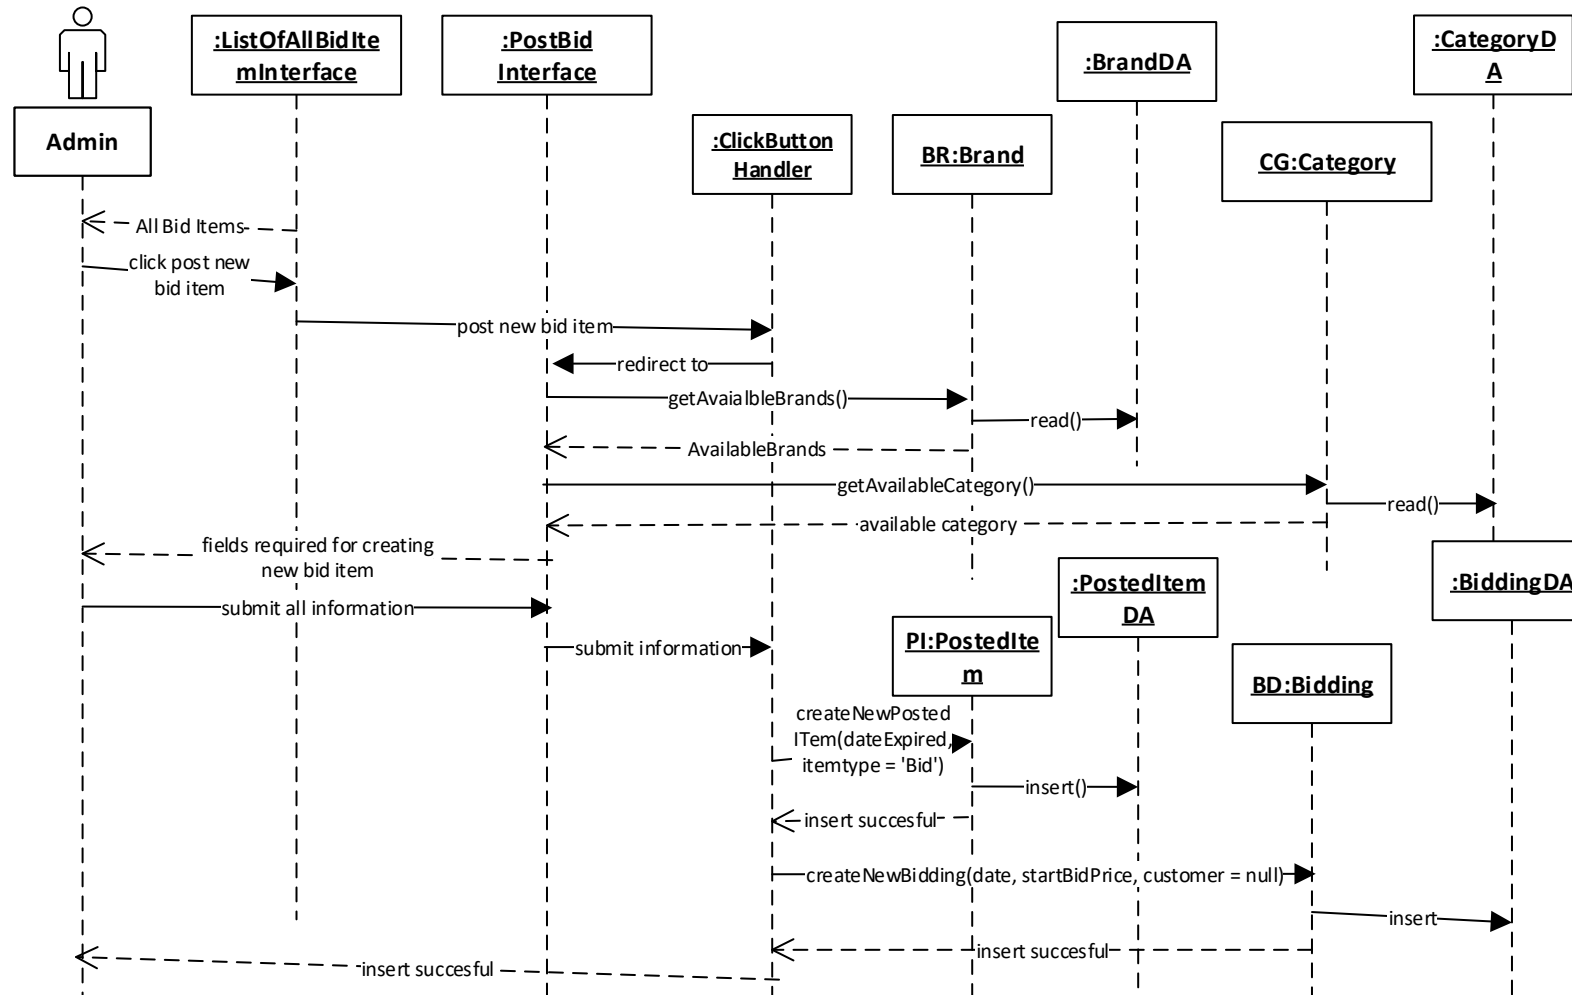 :ListOfAllBidIte
mInterface
:PostBid
Interface
:BrandDA
:CategoryD
A
Admin
:ClickButton
Handler
BR:Brand
CG:Category
All Bid Items
click post new
bid item
post new bid item
redirect to
getAvaialbleBrands()
read()
AvailableBrands
getAvailableCategory()
read()
available category
fields required for creating
new bid item
:PostedItem
DA
:BiddingDA
submit all information
submit information
PI:PostedIte
m
BD:Bidding
createNewPosted
ITem(dateExpired,
itemtype = 'Bid')
insert()
insert succesful
createNewBidding(date, startBidPrice, customer = null)
insert
insert succesful
insert succesful